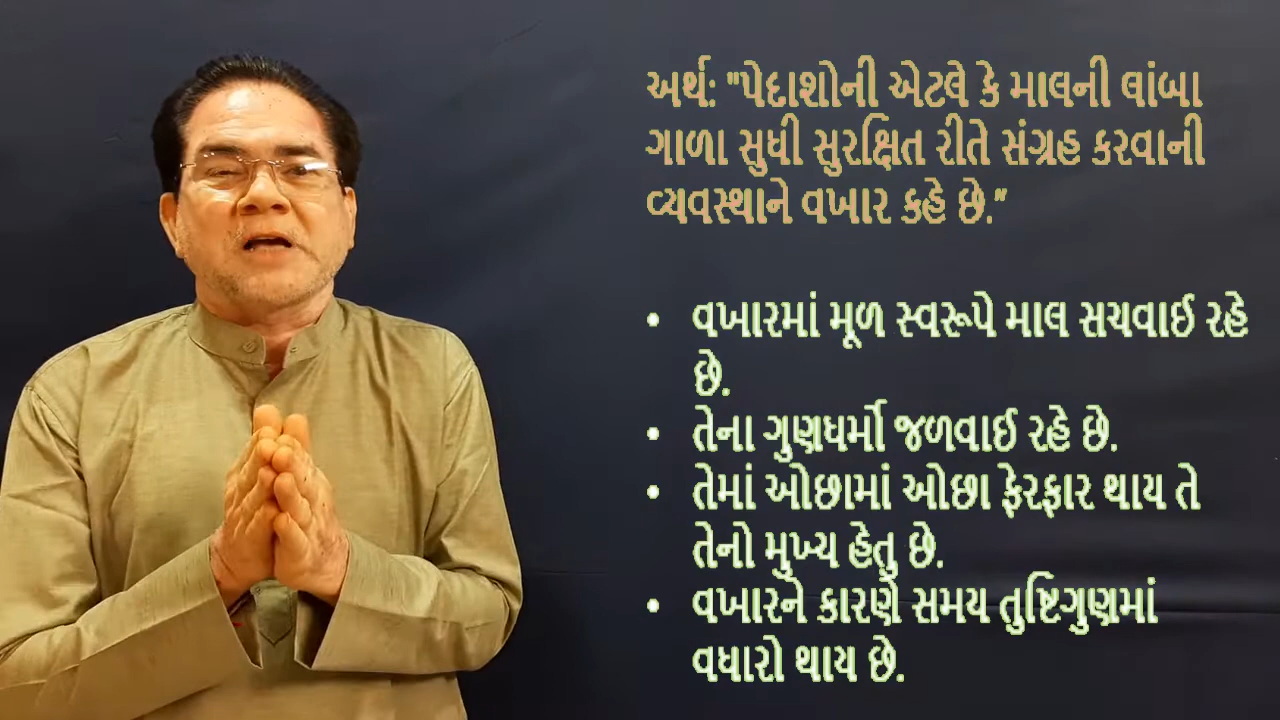 અર્થ: "પેદાશોની એટલે કે માલની લાંબા
ગાળા સુધી સુરક્ષિત રીતે સંગ્રહ કરવાની
વ્યવસ્થાને વખાર કહે છે."
• વખારમાં મૂળ સ્વરૂપે માલ સચવાઈ રહે
છે.
• તેના ગુણધર્મો જળવાઈ રહે છે.
• તેમાં ઓછામાં ઓછા ફેરફાર થાય તે
તેનો મુખ્ય હેતુ છે.
• વખારને કારણે સમય તુષ્ટિગુણમાં
વધારો થાય છે.